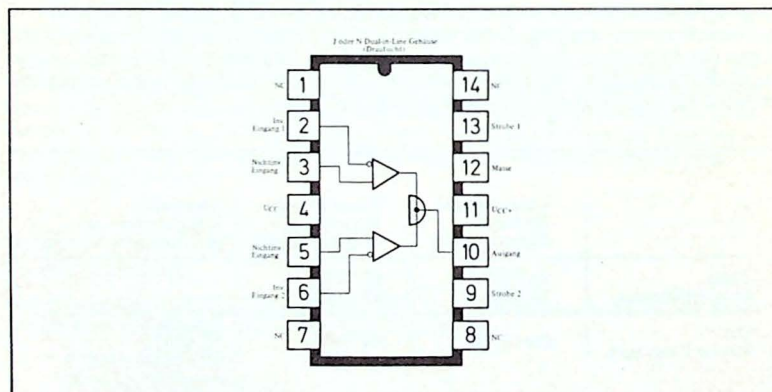 J oder N Dual-in-Line Gehäuse
(Draufsicht)
NC 1
14 NC
Inv.
Eingang 1 2
13 Strobe 1
Nichtinv.
Eingang 3
12 Masse
UCC- 4
11 UCC+
Nichtinv.
Eingang 5
10 Ausgang
Inv.
Eingang 2 6
9 Strobe 2
NC 7
8 NC